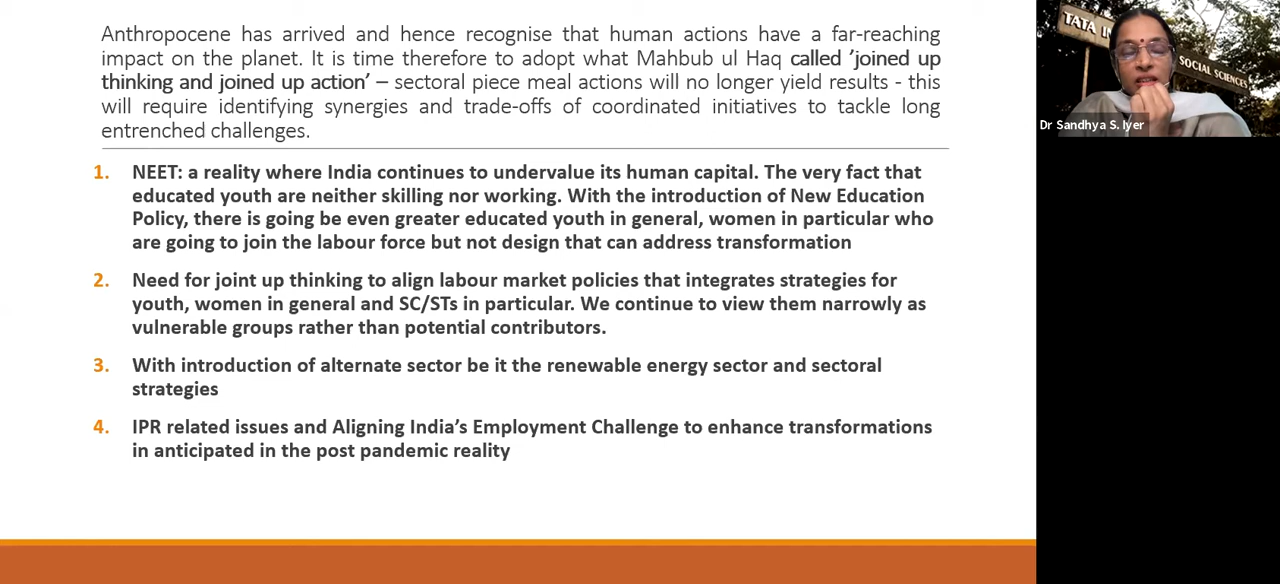 Anthropocene has arrived and hence recognise that human actions have a far-reaching
impact on the planet. It is time therefore to adopt what Mahbub ul Haq called ‘joined up
thinking and joined up action’ – sectoral piece meal actions will no longer yield results - this
will require identifying synergies and trade-offs of coordinated initiatives to tackle long
entrenched challenges.
1. NEET: a reality where India continues to undervalue its human capital. The very fact that
educated youth are neither skilling nor working. With the introduction of New Education
Policy, there is going be even greater educated youth in general, women in particular who
are going to join the labour force but not design that can address transformation
2. Need for joint up thinking to align labour market policies that integrates strategies for
youth, women in general and SC/STs in particular. We continue to view them narrowly as
vulnerable groups rather than potential contributors.
3. With introduction of alternate sector be it the renewable energy sector and sectoral
strategies
4. IPR related issues and Aligning India’s Employment Challenge to enhance transformations
in anticipated in the post pandemic reality
TATA IN
SOCIAL SCIENCES
Dr Sandhya S. Iyer